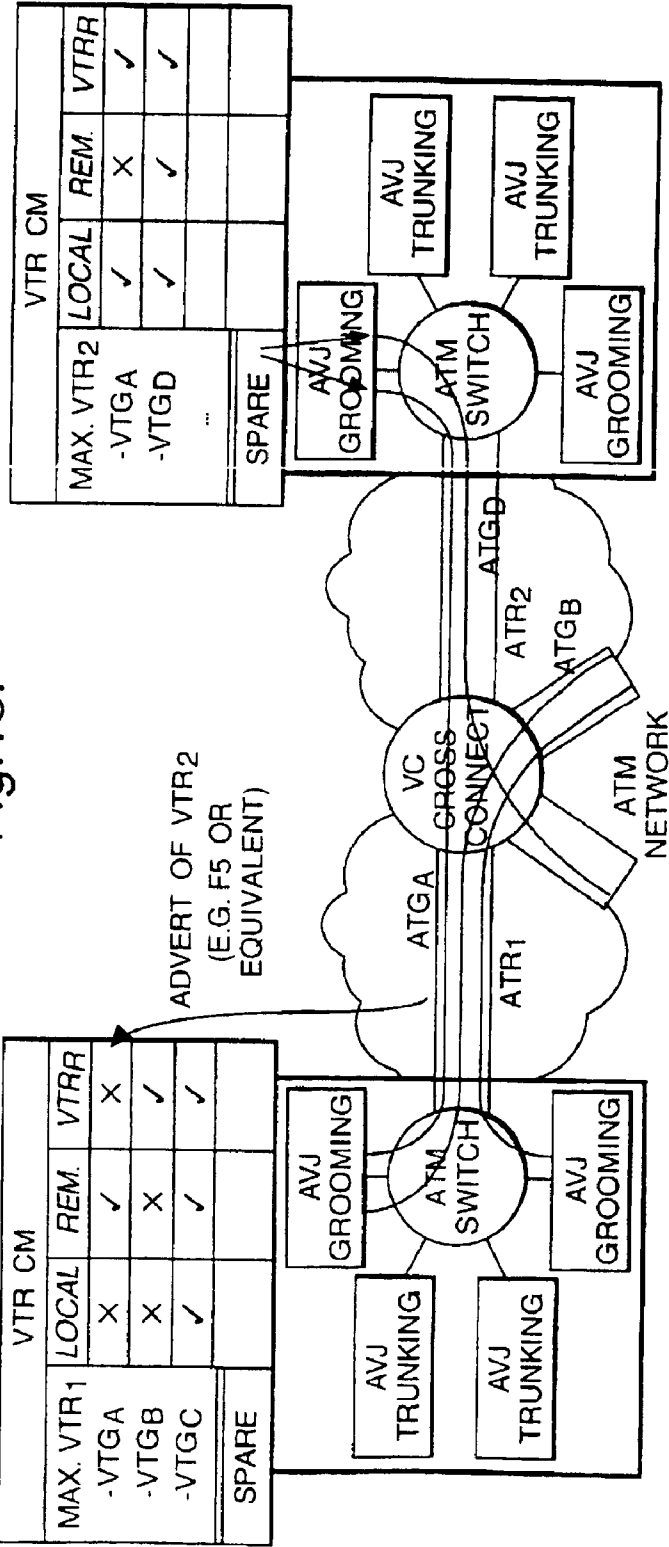 VTR CM
MAX. VTR1 LOCAL REM. VTRR
-VTGA × ✓ ×
-VTGB × × ✓
-VTGC ✓ ✓ ✓
SPARE
ADVERT OF VTR2
(E.G. F5 OR
EQUIVALENT)
VTR CM
MAX. VTR2 LOCAL REM. VTRR
-VTGA ✓ × ✓
-VTGD ✓ ✓ ✓
...
SPARE
AVJ
TRUNKING
AVJ
GROOMING
ATM
SWITCH
AVJ
TRUNKING
AVJ
GROOMING
ATGA
ATR1
VC
CROSS
CONNECT
ATGD
ATR2
ATGB
ATM
NETWORK
AVJ
GROOMING
AVJ
TRUNKING
ATM
SWITCH
AVJ
TRUNKING
AVJ
GROOMING